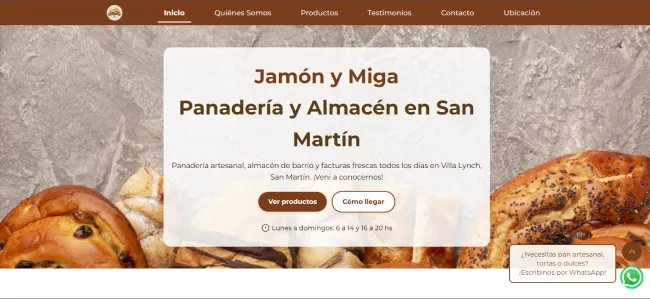 Inicio
Quiénes Somos
Productos
Testimonios
Contacto
Ubicación
Jamón y Miga
Panadería y Almacén en San
Martín
Panadería artesanal, almacén de barrio y facturas frescas todos los días en Villa Lynch,
San Martín. ¡Vení a conocernos!
Ver productos
Cómo llegar
Lunes a domingos: 6 a 14 y 16 a 20 hs
¿Necesitás pan artesanal,
tortas o dulces?
¡Escribinos por WhatsApp!